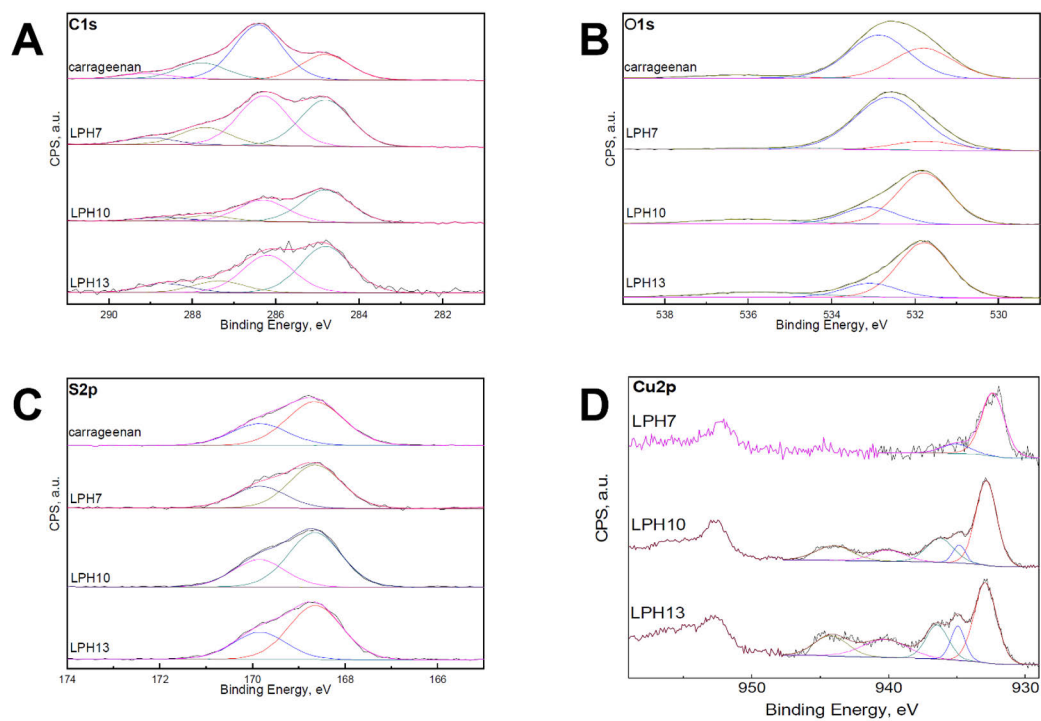 A
C1s
carrageenan
LPH7
LPH10
LPH13
CPS, a.u.
290 288 286 284 282
Binding Energy, eV
B
O1s
carrageenan
LPH7
LPH10
LPH13
CPS, a.u.
538 536 534 532 530
Binding Energy, eV
C
S2p
carrageenan
LPH7
LPH10
LPH13
CPS, a.u.
174 172 170 168 166
Binding Energy, eV
D
Cu2p
LPH7
LPH10
LPH13
CPS, a.u.
950 940 930
Binding Energy, eV